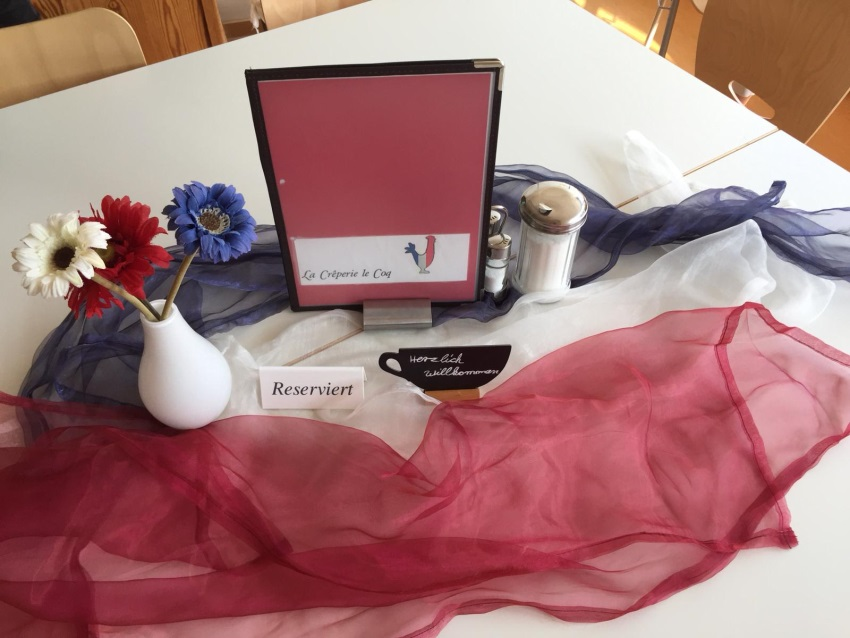 La Crêperie le Coq
Reserviert
Herzlich
Willkommen